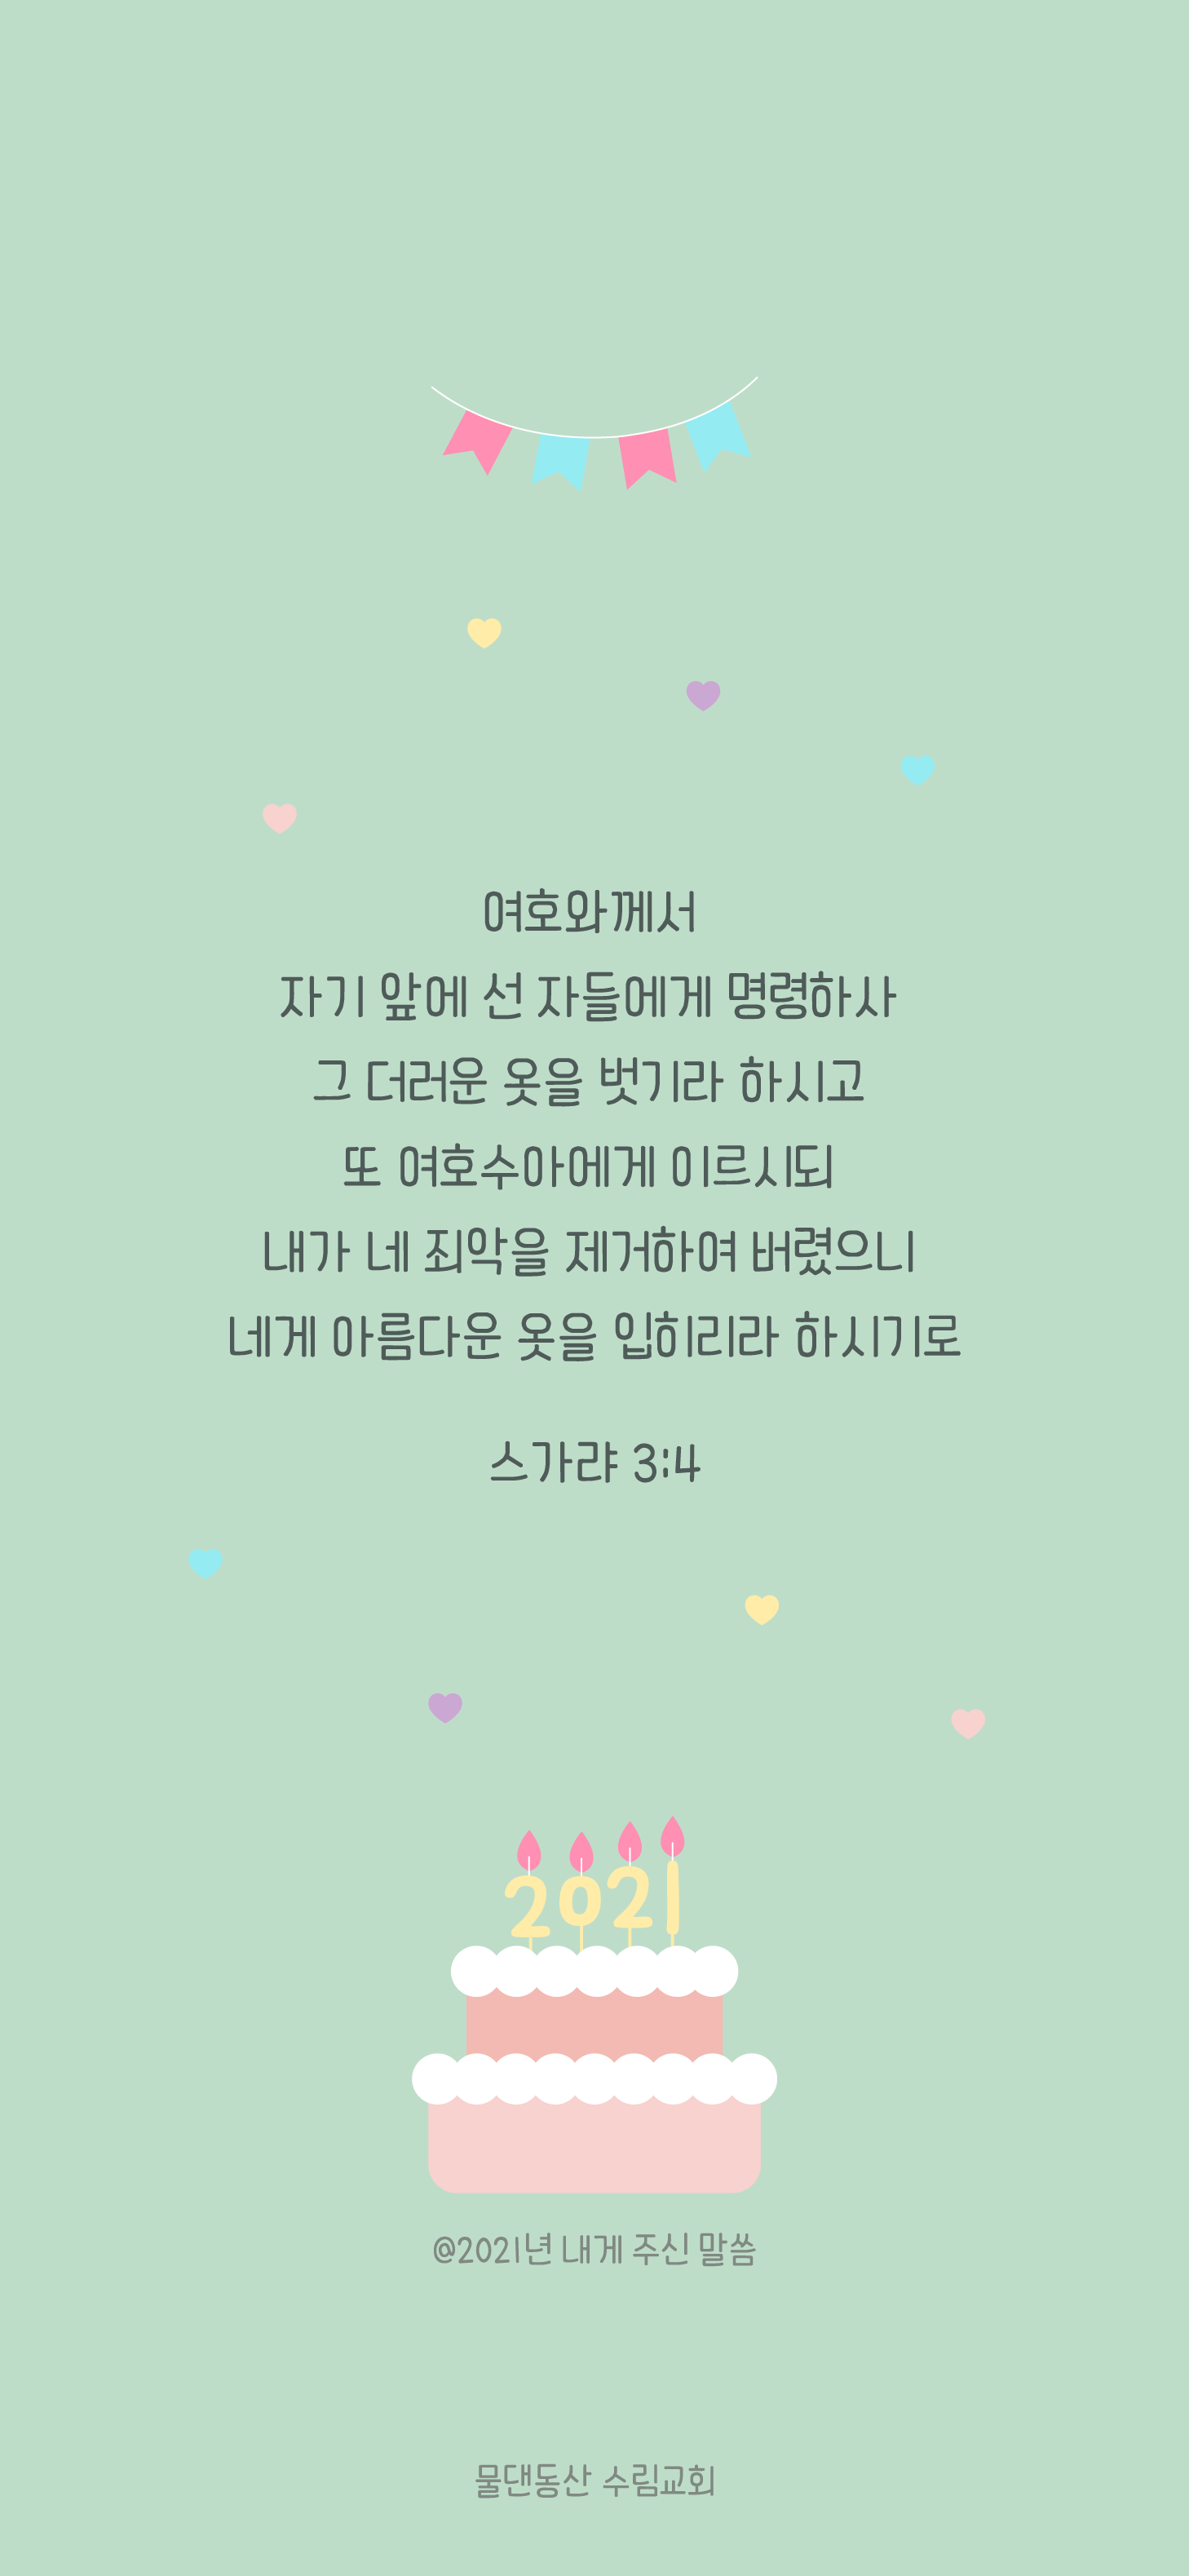 여호와께서
자기 앞에 선 자들에게 명령하사
그 더러운 옷을 벗기라 하시고
또 여호수아에게 이르시되
내가 네 죄악을 제거하여 버렸으니
네게 아름다운 옷을 입히리라 하시기로
스가랴 3:4
2021
@2021년 내게 주신 말씀
물댄동산 수림교회